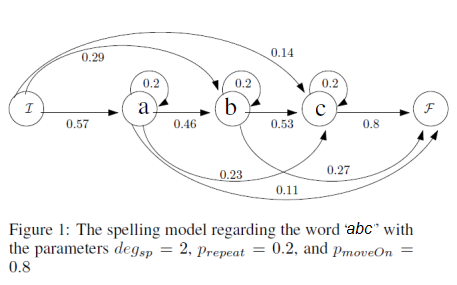 0.14
0.29
0.2 0.2 0.2
I a b c F
0.57 0.46 0.53 0.8
0.23 0.27
0.11
Figure 1: The spelling model regarding the word 'abc" with
the parameters deg_sp = 2, p_repeat = 0.2, and p_moveOn =
0.8